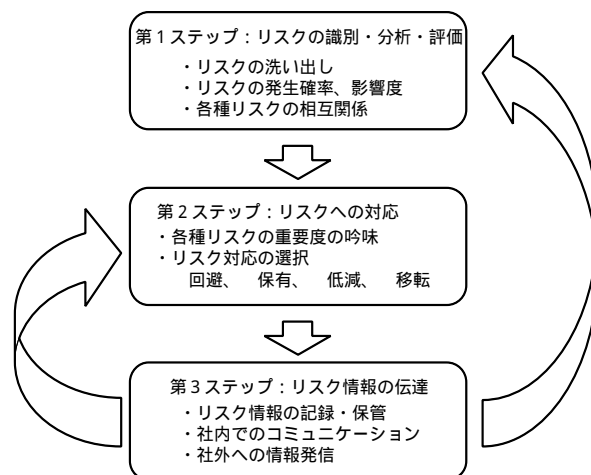 第1ステップ：リスクの識別・分析・評価
・リスクの洗い出し
・リスクの発生確率、影響度
・各種リスクの相互関係
第2ステップ：リスクへの対応
・各種リスクの重要度の吟味
・リスク対応の選択
回避、　保有、　低減、　移転
第3ステップ：リスク情報の伝達
・リスク情報の記録・保管
・社内でのコミュニケーション
・社外への情報発信